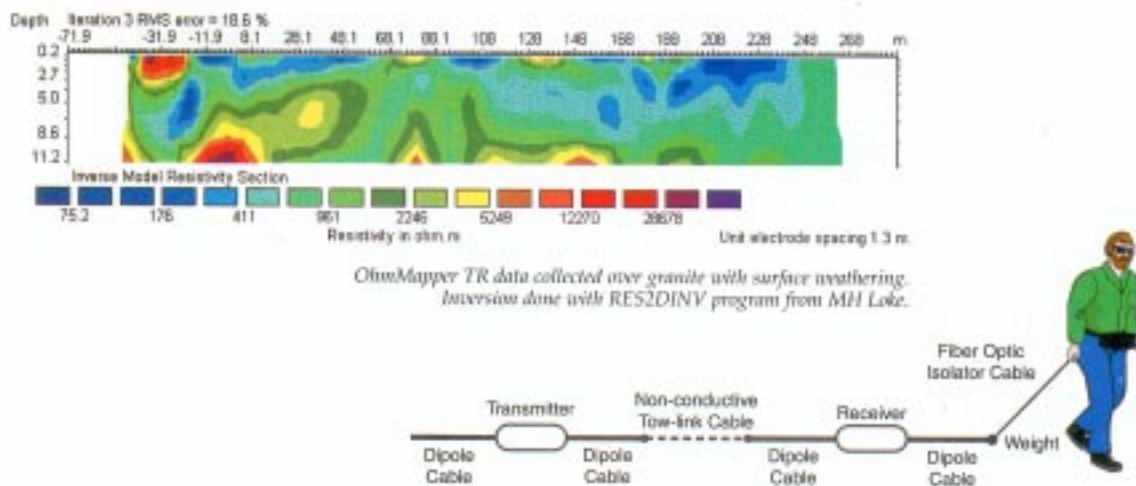 Depth Iteration 3 RMS error = 18.6 %
-71.9 -31.9 -11.9 8.1 28.1 48.1 68.1 88.1 108 128 148 168 188 208 228 248 268 m.
0.2
2.7
5.0
8.6
11.2
Inverse Model Resistivity Section
75.2 176 411 961 2246 5249 12270 28678
Resistivity in ohm.m
Unit electrode spacing 1.3 m.
OhmMapper TR data collected over granite with surface weathering.
Inversion done with RES2DINV program from MH Loke.
Fiber Optic
Isolator Cable
Transmitter
Non-conductive
Tow-link Cable
Receiver
Weight
Dipole
Cable
Dipole
Cable
Dipole
Cable
Dipole
Cable